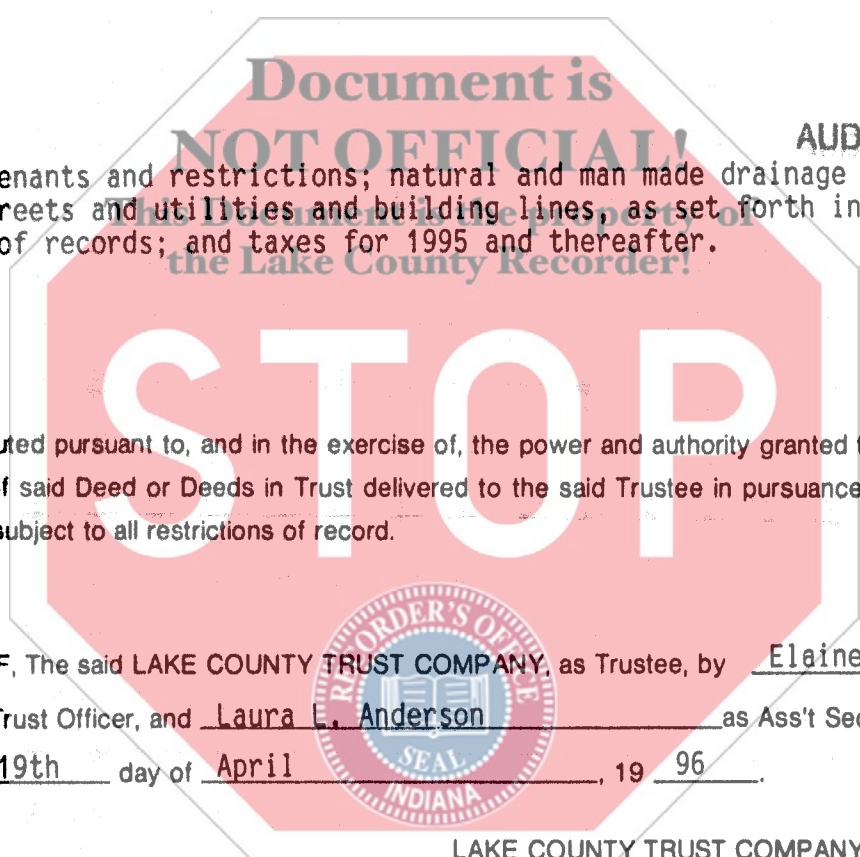 Document is
NOT OFFICIAL!
This Document is the property of
the Lake County Recorder!
AUD
enants and restrictions; natural and man made drainage
reets and utilities and building lines, as set forth in
of records; and taxes for 1995 and thereafter.
STOP
uted pursuant to, and in the exercise of, the power and authority granted t
f said Deed or Deeds in Trust delivered to the said Trustee in pursuance
subject to all restrictions of record.
RECORDER'S OFFICE
SEAL
INDIANA
F, The said LAKE COUNTY TRUST COMPANY, as Trustee, by Elaine
Trust Officer, and Laura L. Anderson as Ass't Sec
19th day of April, 19 96.
LAKE COUNTY TRUST COMPANY